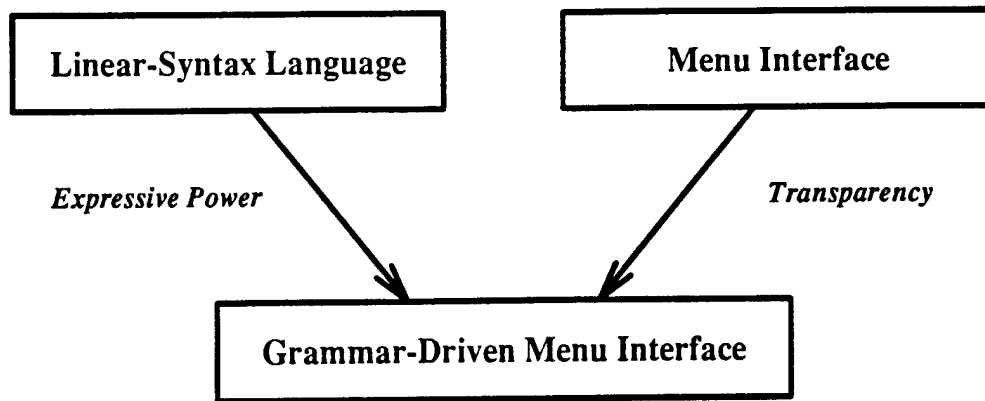 Linear-Syntax Language
Menu Interface
Expressive Power
Transparency
Grammar-Driven Menu Interface